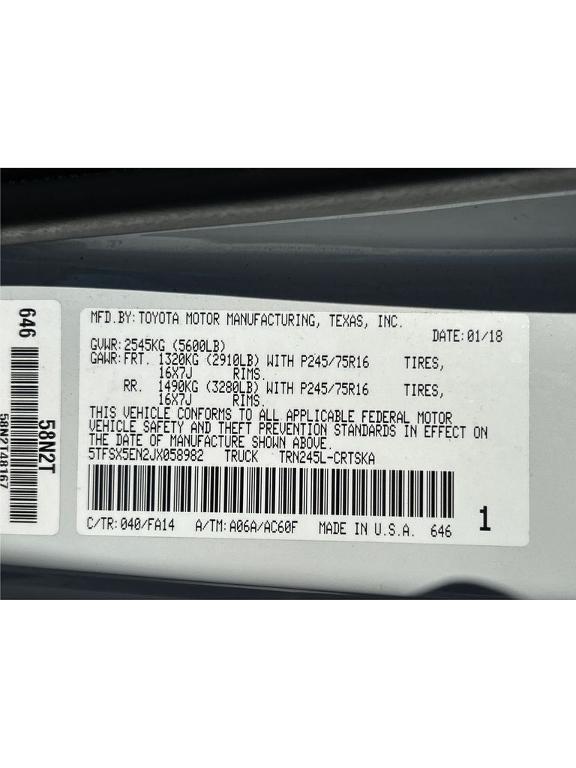 MFD.BY:TOYOTA MOTOR MANUFACTURING, TEXAS, INC.
DATE:01/18
GVWR:2545KG (5600LB)
GAWR:FRT. 1320KG (2910LB) WITH P245/75R16 TIRES,
16X7J RIMS.
RR. 1490KG (3280LB) WITH P245/75R16 TIRES,
16X7J RIMS.
THIS VEHICLE CONFORMS TO ALL APPLICABLE FEDERAL MOTOR
VEHICLE SAFETY AND THEFT PREVENTION STANDARDS IN EFFECT ON
THE DATE OF MANUFACTURE SHOWN ABOVE.
5TFSX5EN2JX058982 TRUCK TRN245L-CRTSKA
C/TR:040/FA14 A/TM:A06A/AC60F MADE IN U.S.A. 646 1
646
58N2T
58N2T48167